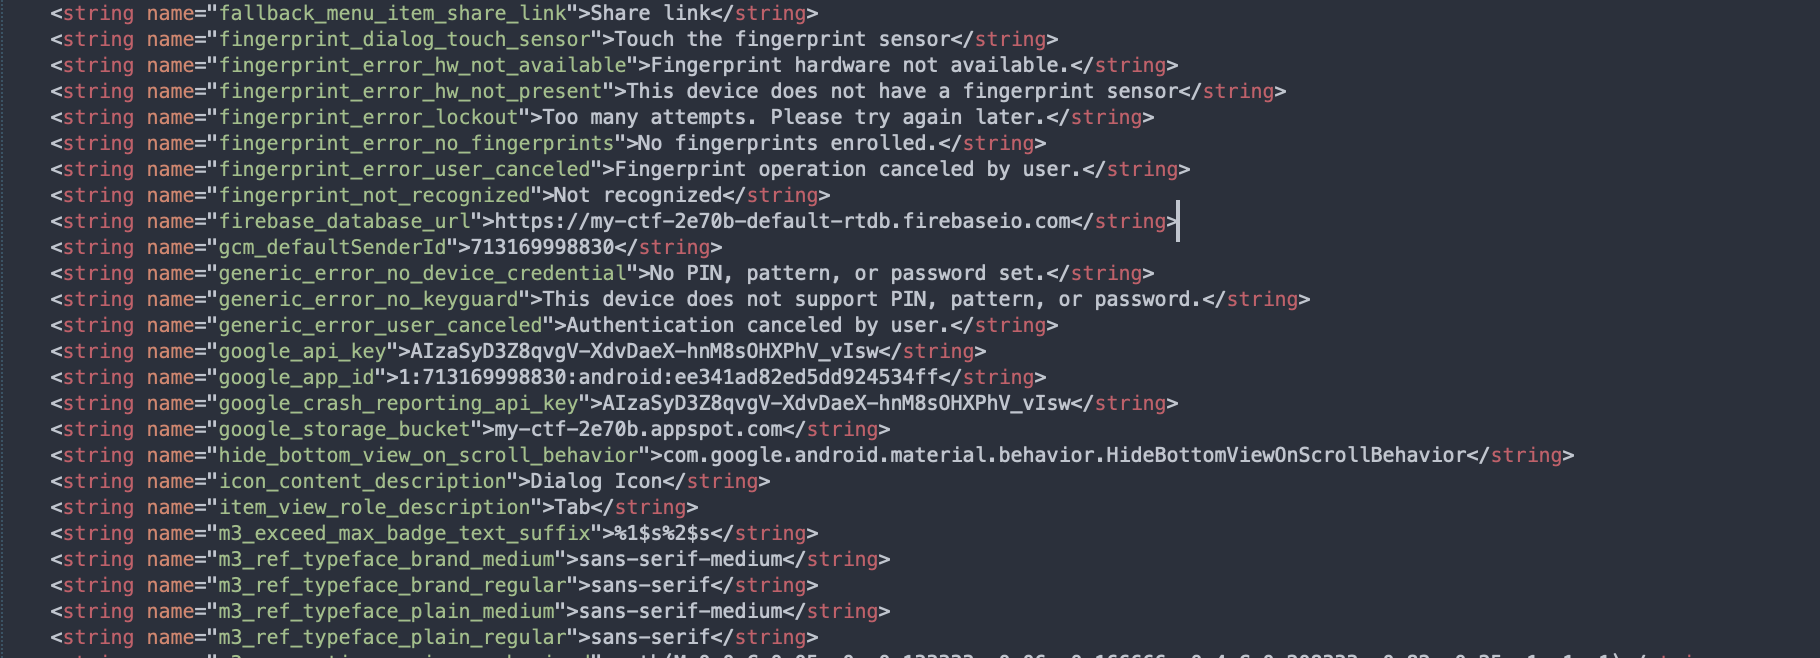 <string name="fallback_menu_item_share_link">Share link</string>
<string name="fingerprint_dialog_touch_sensor">Touch the fingerprint sensor</string>
<string name="fingerprint_error_hw_not_available">Fingerprint hardware not available.</string>
<string name="fingerprint_error_hw_not_present">This device does not have a fingerprint sensor</string>
<string name="fingerprint_error_lockout">Too many attempts. Please try again later.</string>
<string name="fingerprint_error_no_fingerprints">No fingerprints enrolled.</string>
<string name="fingerprint_error_user_canceled">Fingerprint operation canceled by user.</string>
<string name="fingerprint_not_recognized">Not recognized</string>
<string name="firebase_database_url">https://my-ctf-2e70b-default-rtdb.firebaseio.com</string>
<string name="gcm_defaultSenderId">713169998830</string>
<string name="generic_error_no_device_credential">No PIN, pattern, or password set.</string>
<string name="generic_error_no_keyguard">This device does not support PIN, pattern, or password.</string>
<string name="generic_error_user_canceled">Authentication canceled by user.</string>
<string name="google_api_key">AIzaSyD3Z8qvgV-XdvDaeX-hnM8sOHXPhV_vIsw</string>
<string name="google_app_id">1:713169998830:android:ee341ad82ed5dd924534ff</string>
<string name="google_crash_reporting_api_key">AIzaSyD3Z8qvgV-XdvDaeX-hnM8sOHXPhV_vIsw</string>
<string name="google_storage_bucket">my-ctf-2e70b.appspot.com</string>
<string name="hide_bottom_view_on_scroll_behavior">com.google.android.material.behavior.HideBottomViewOnScrollBehavior</string>
<string name="icon_content_description">Dialog Icon</string>
<string name="item_view_role_description">Tab</string>
<string name="m3_exceed_max_badge_text_suffix">%1$s%2$s</string>
<string name="m3_ref_typeface_brand_medium">sans-serif-medium</string>
<string name="m3_ref_typeface_brand_regular">sans-serif</string>
<string name="m3_ref_typeface_plain_medium">sans-serif-medium</string>
<string name="m3_ref_typeface_plain_regular">sans-serif</string>